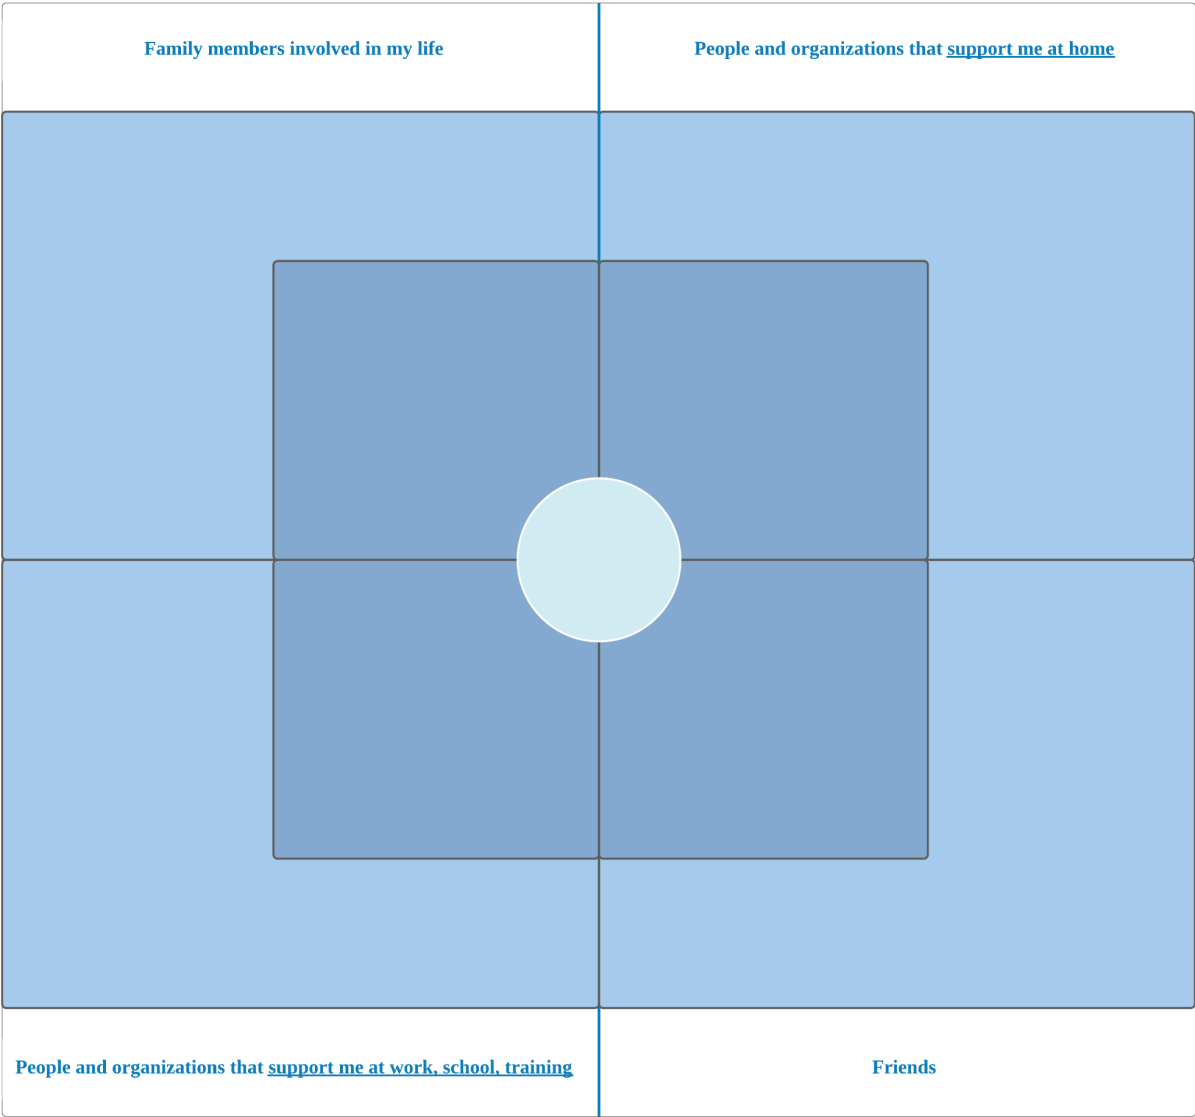 Family members involved in my life
People and organizations that support me at home
People and organizations that support me at work, school, training
Friends